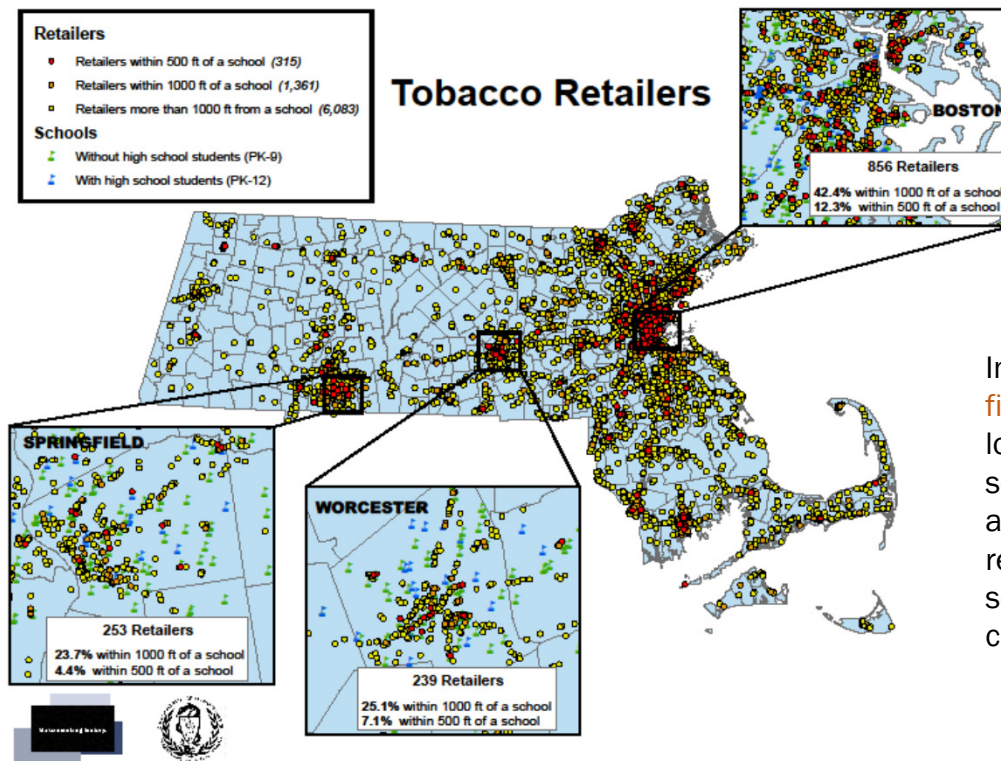 Retailers
Retailers within 500 ft of a school (315)
Retailers within 1000 ft of a school (1,361)
Retailers more than 1000 ft from a school (6,083)
Schools
Without high school students (PK-9)
With high school students (PK-12)
Tobacco Retailers
BOSTON
856 Retailers
42.4% within 1000 ft of a school
12.3% within 500 ft of a school
SPRINGFIELD
253 Retailers
23.7% within 1000 ft of a school
4.4% within 500 ft of a school
WORCESTER
239 Retailers
25.1% within 1000 ft of a school
7.1% within 500 ft of a school